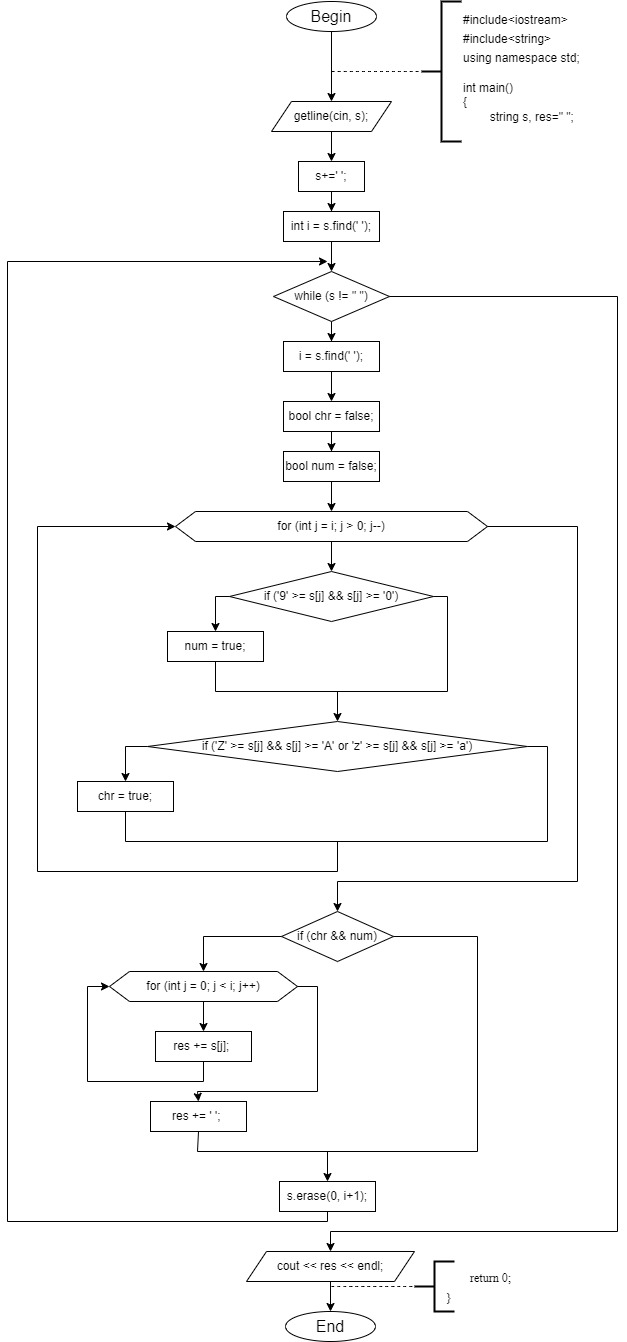 Begin
#include<iostream>
#include<string>
using namespace std;
int main()
{
string s, res=" ";
getline(cin, s);
s+=' ';
int i = s.find(' ');
while (s != " ")
i = s.find(' ');
bool chr = false;
bool num = false;
for (int j = i; j > 0; j--)
if ('9' >= s[j] && s[j] >= '0')
num = true;
if ('Z' >= s[j] && s[j] >= 'A' or 'z' >= s[j] && s[j] >= 'a')
chr = true;
if (chr && num)
for (int j = 0; j < i; j++)
res += s[j];
res += ' ';
s.erase(0, i+1);
cout << res << endl;
return 0;
}
End